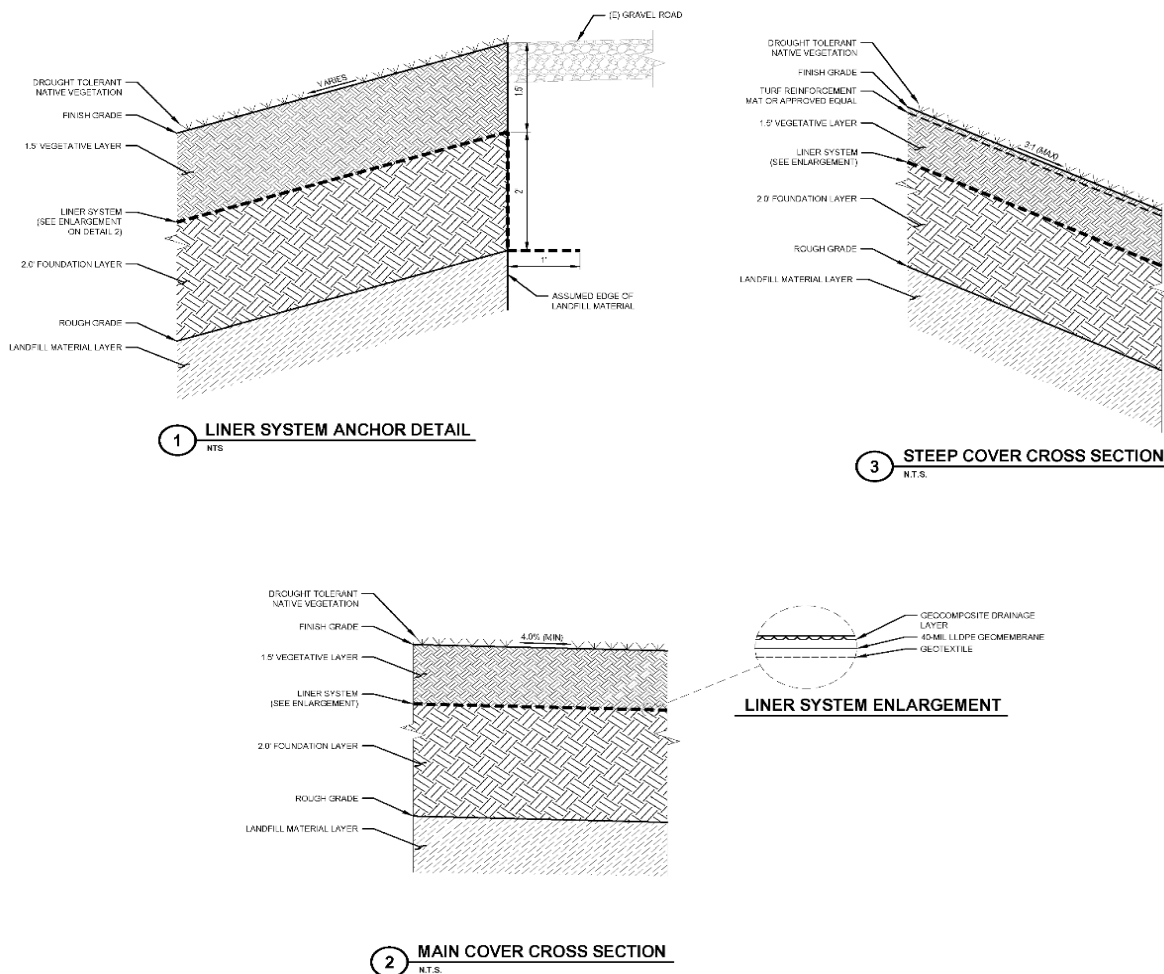 (E) GRAVEL ROAD
DROUGHT TOLERANT
NATIVE VEGETATION
FINISH GRADE
1.5' VEGETATIVE LAYER
LINER SYSTEM
(SEE ENLARGEMENT
ON DETAIL 2)
2.0' FOUNDATION LAYER
ROUGH GRADE
LANDFILL MATERIAL LAYER
VARIES
1.5'
2'
1'
ASSUMED EDGE OF
LANDFILL MATERIAL
1
LINER SYSTEM ANCHOR DETAIL
NTS
DROUGHT TOLERANT
NATIVE VEGETATION
FINISH GRADE
TURF REINFORCEMENT
MAT OR APPROVED EQUAL
1.5' VEGETATIVE LAYER
LINER SYSTEM
(SEE ENLARGEMENT)
2.0' FOUNDATION LAYER
ROUGH GRADE
LANDFILL MATERIAL LAYER
3:1 (MAX)
3
STEEP COVER CROSS SECTION
N.T.S.
DROUGHT TOLERANT
NATIVE VEGETATION
FINISH GRADE
1.5' VEGETATIVE LAYER
LINER SYSTEM
(SEE ENLARGEMENT)
2.0' FOUNDATION LAYER
ROUGH GRADE
LANDFILL MATERIAL LAYER
4.0% (MIN)
GEOCOMPOSITE DRAINAGE
LAYER
40-MIL LLDPE GEOMEMBRANE
GEOTEXTILE
LINER SYSTEM ENLARGEMENT
2
MAIN COVER CROSS SECTION
N.T.S.